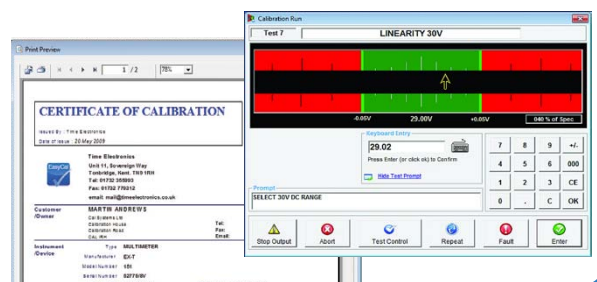 Calibration Run
Test 7
LINEARITY 30V
-0.05V
29.00V
+0.05V
040 % of Spec
Keyboard Entry
29.02
Press Enter (or click ok) to Confirm
Hide Test Prompt
Prompt
SELECT 30V DC RANGE
7 8 9 +/-
4 5 6 000
1 2 3 CE
0 . C OK
Stop Output
Abort
Test Control
Repeat
Fault
Enter
Print Preview
1 / 2
75%
CERTIFICATE OF CALIBRATION
Issued By : Time Electronics
Date of Issue 20 May 2009
EasyCal
Time Electronics
Unit 11, Sovereign Way
Tonbridge, Kent. TN9 1RH
Tel: 01732 355993
Fax: 01732 770312
email: mail@timeelectronics.co.uk
Customer /Owner
MARTIN ANDREWS
Cal Systems Ltd
Calibration House
Calibration Road
CAL IRH
Tel:
Fax:
Email:
Instrument /Device
Type MULTIMETER
Manufacturer EX-T
Model Number
Serial Number